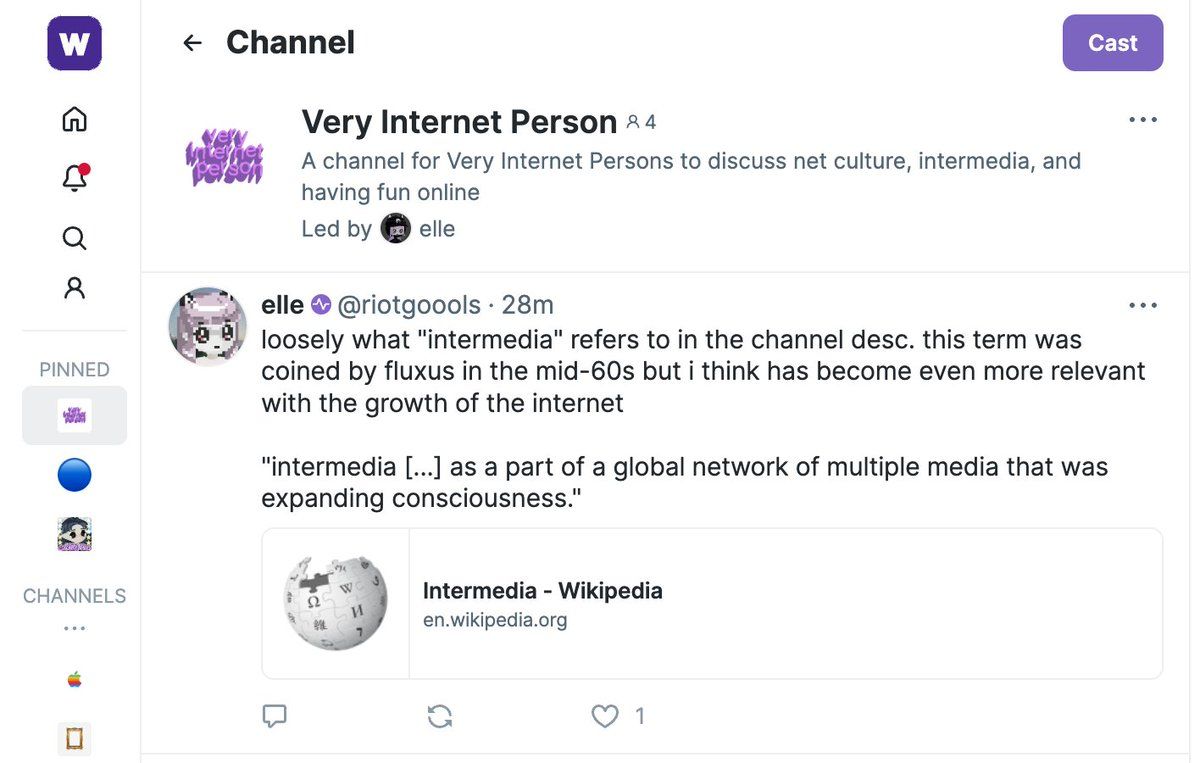 W
Channel
Cast
very
internet
person
Very Internet Person 4
A channel for Very Internet Persons to discuss net culture, intermedia, and
having fun online
Led by elle
PINNED
CHANNELS
elle @riotgoools · 28m
loosely what "intermedia" refers to in the channel desc. this term was
coined by fluxus in the mid-60s but i think has become even more relevant
with the growth of the internet
"intermedia [...] as a part of a global network of multiple media that was
expanding consciousness."
Intermedia - Wikipedia
en.wikipedia.org
1